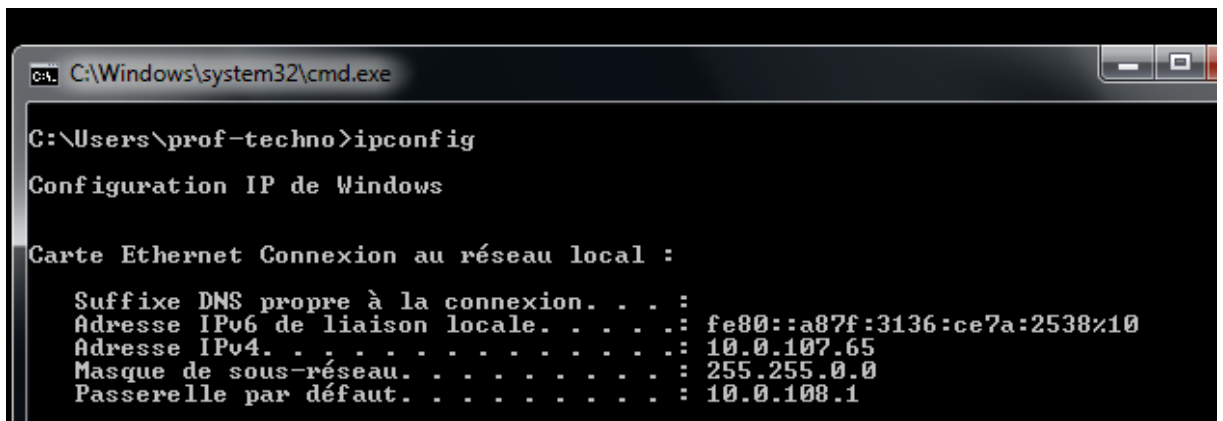 C:\Windows\system32\cmd.exe
C:\Users\prof-techno>ipconfig
Configuration IP de Windows
Carte Ethernet Connexion au réseau local :
Suffixe DNS propre à la connexion. . . :
Adresse IPv6 de liaison locale. . . . .: fe80::a87f:3136:ce7a:2538%10
Adresse IPv4. . . . . . . . . . . . . .: 10.0.107.65
Masque de sous-réseau. . . . . . . . . : 255.255.0.0
Passerelle par défaut. . . . . . . . . : 10.0.108.1